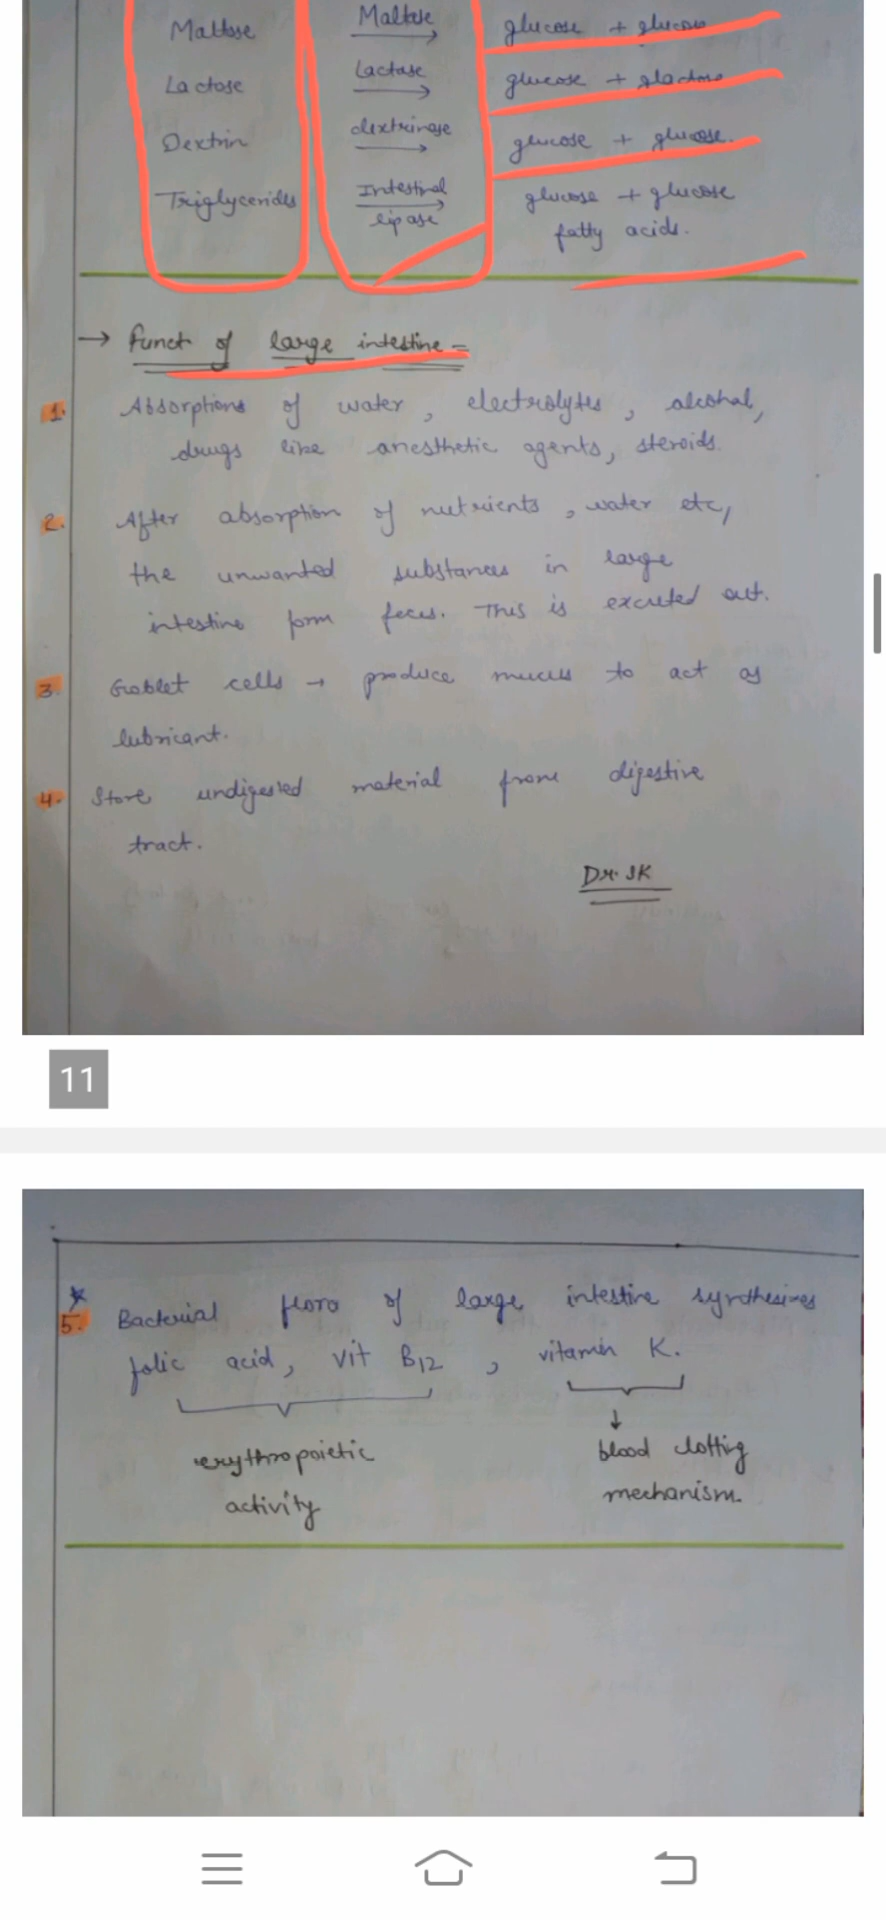 Maltose Maltase glucose + glucose
Lactose Lactase glucose + glactose
Dextrin dextrinase glucose + glucose.
Triglycerides Intestinal lipase glucose + glucose
fatty acids.
→ Funct of large intestine =
1. Absorptions of water, electrolytes, alcohal,
drugs like anesthetic agents, steroids.
2. After absorption of nutrients, water etc,
the unwanted substances in large
intestine form feces. This is excreted out.
3. Goblet cells → produce mucus to act as
lubricant.
4. Store undigested material from digestive
tract.
Dr. JK
11
* 5. Bacterial flora of large intestine synthesizes
folic acid, vit B12, vitamin K.
↓
erythropoietic blood clotting
activity mechanism.